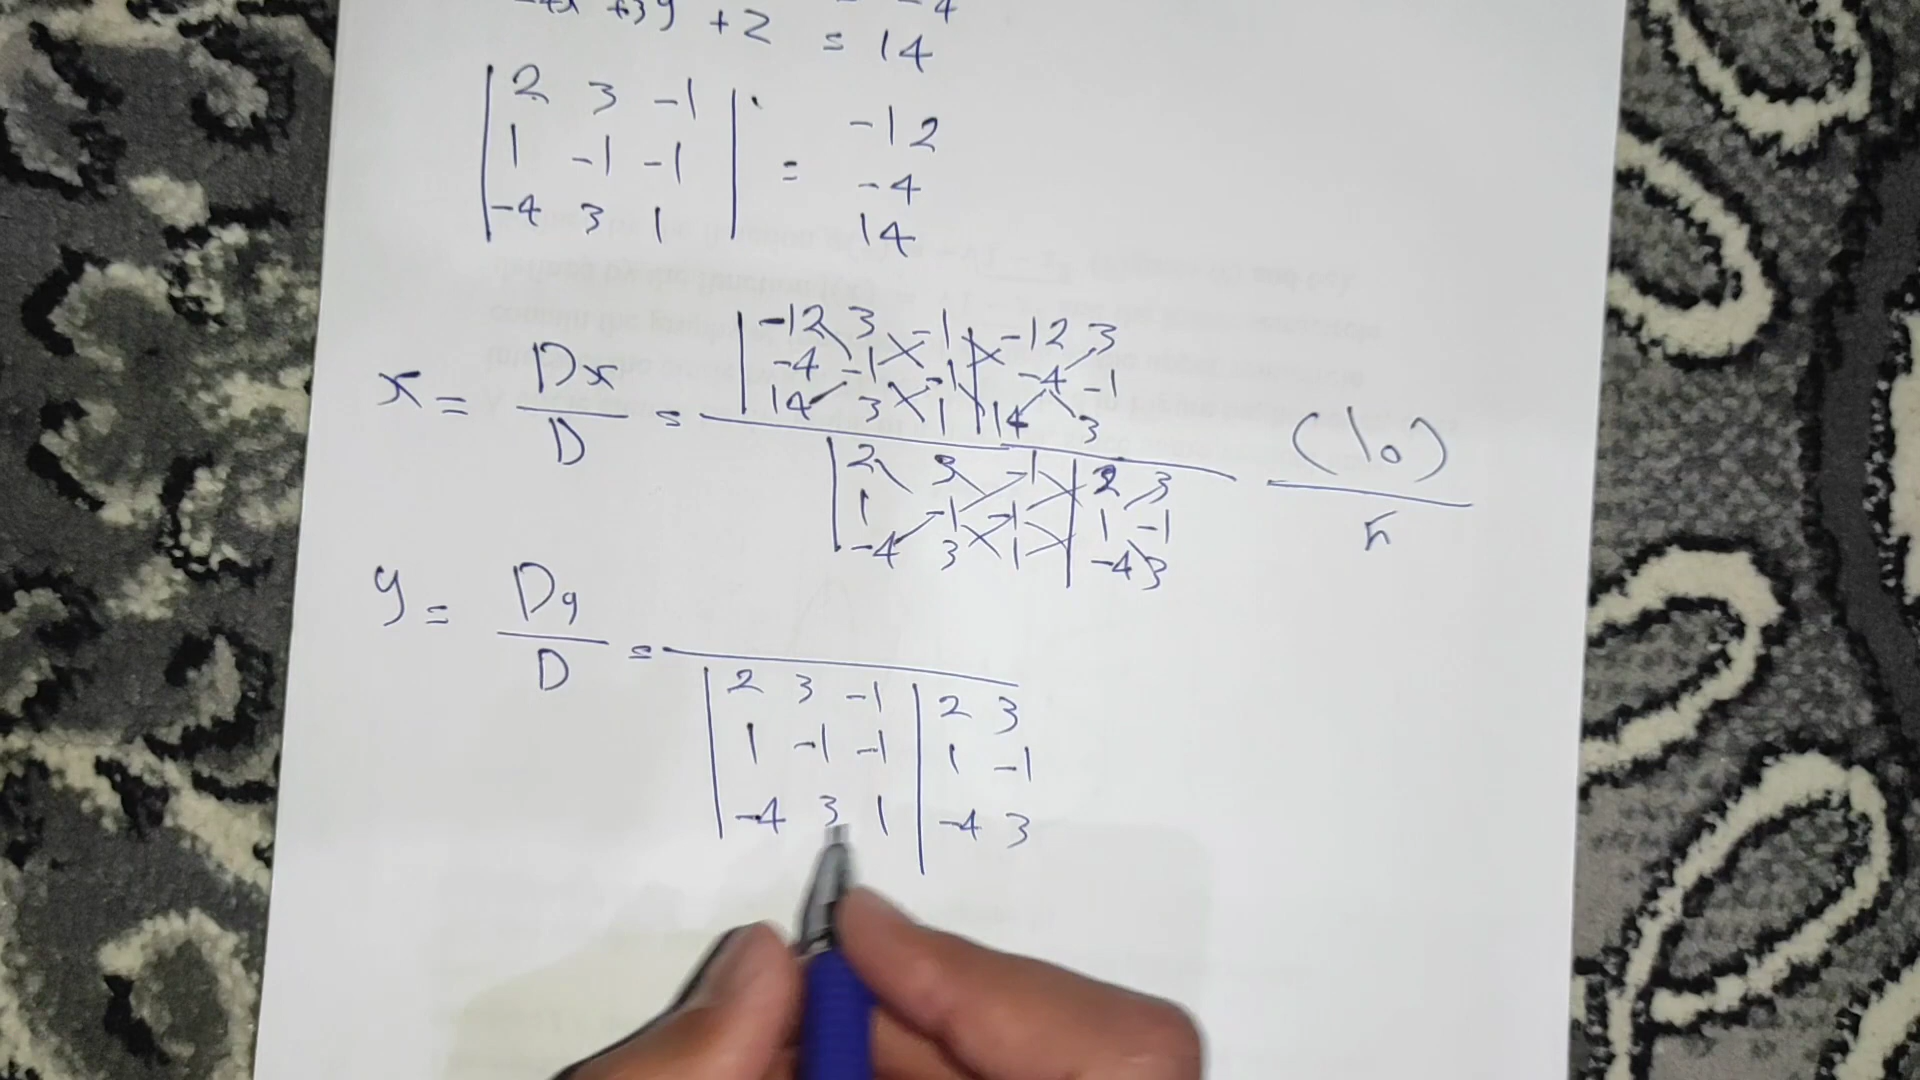 -4x +3y + z = 14
| 2 3 -1 |
| 1 -1 -1 | =
| -4 3 1 |
-12
-4
14
x = Dx / D =
| -12 3 -1 | -12 3
| -4 -1 -1 | -4 -1
| 14 3 1 | 14 3
| 2 3 -1 | 2 3
| 1 -1 -1 | 1 -1
| -4 3 1 | -4 3
(10)
5
y = Dy / D =
| 2 3 -1 | 2 3
| 1 -1 -1 | 1 -1
| -4 3 1 | -4 3